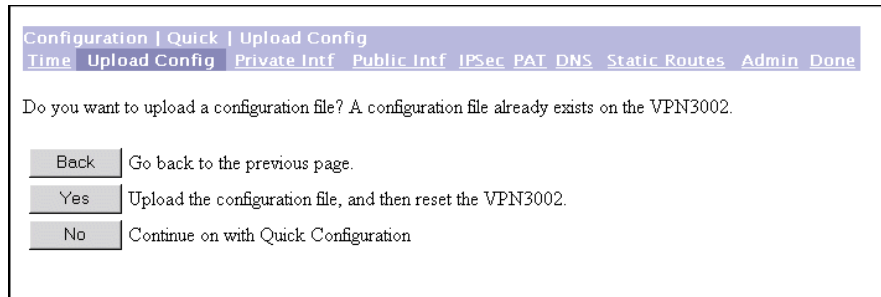 Configuration | Quick | Upload Config
Time Upload Config Private Intf Public Intf IPSec PAT DNS Static Routes Admin Done
Do you want to upload a configuration file? A configuration file already exists on the VPN3002.
Back Go back to the previous page.
Yes Upload the configuration file, and then reset the VPN3002.
No Continue on with Quick Configuration